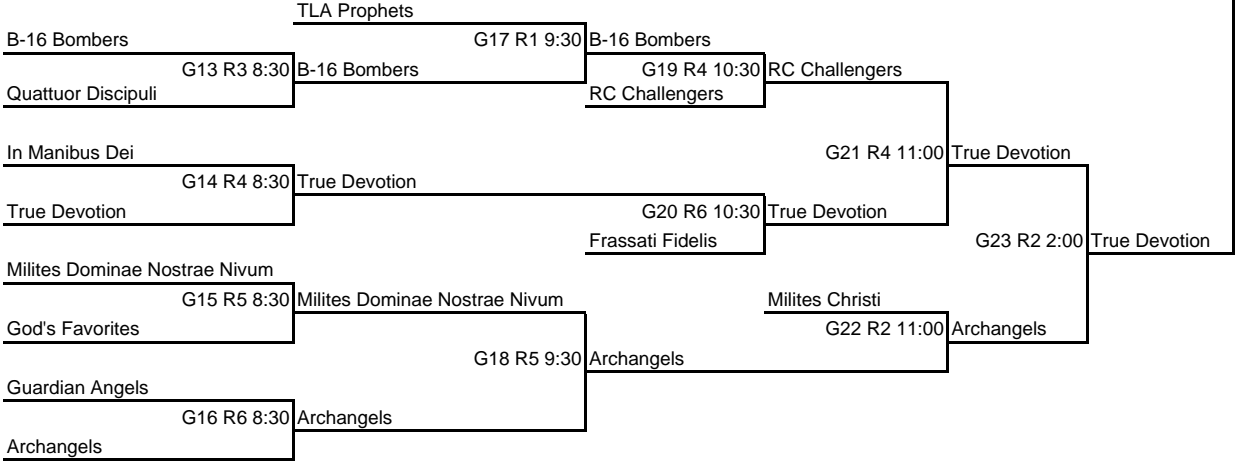 TLA Prophets
B-16 Bombers
G17 R1 9:30 B-16 Bombers
G13 R3 8:30 B-16 Bombers
G19 R4 10:30 RC Challengers
Quattuor Discipuli
RC Challengers
In Manibus Dei
G21 R4 11:00 True Devotion
G14 R4 8:30 True Devotion
True Devotion
G20 R6 10:30 True Devotion
Frassati Fidelis
G23 R2 2:00 True Devotion
Milites Dominae Nostrae Nivum
G15 R5 8:30 Milites Dominae Nostrae Nivum
Milites Christi
God's Favorites
G22 R2 11:00 Archangels
G18 R5 9:30 Archangels
Guardian Angels
G16 R6 8:30 Archangels
Archangels